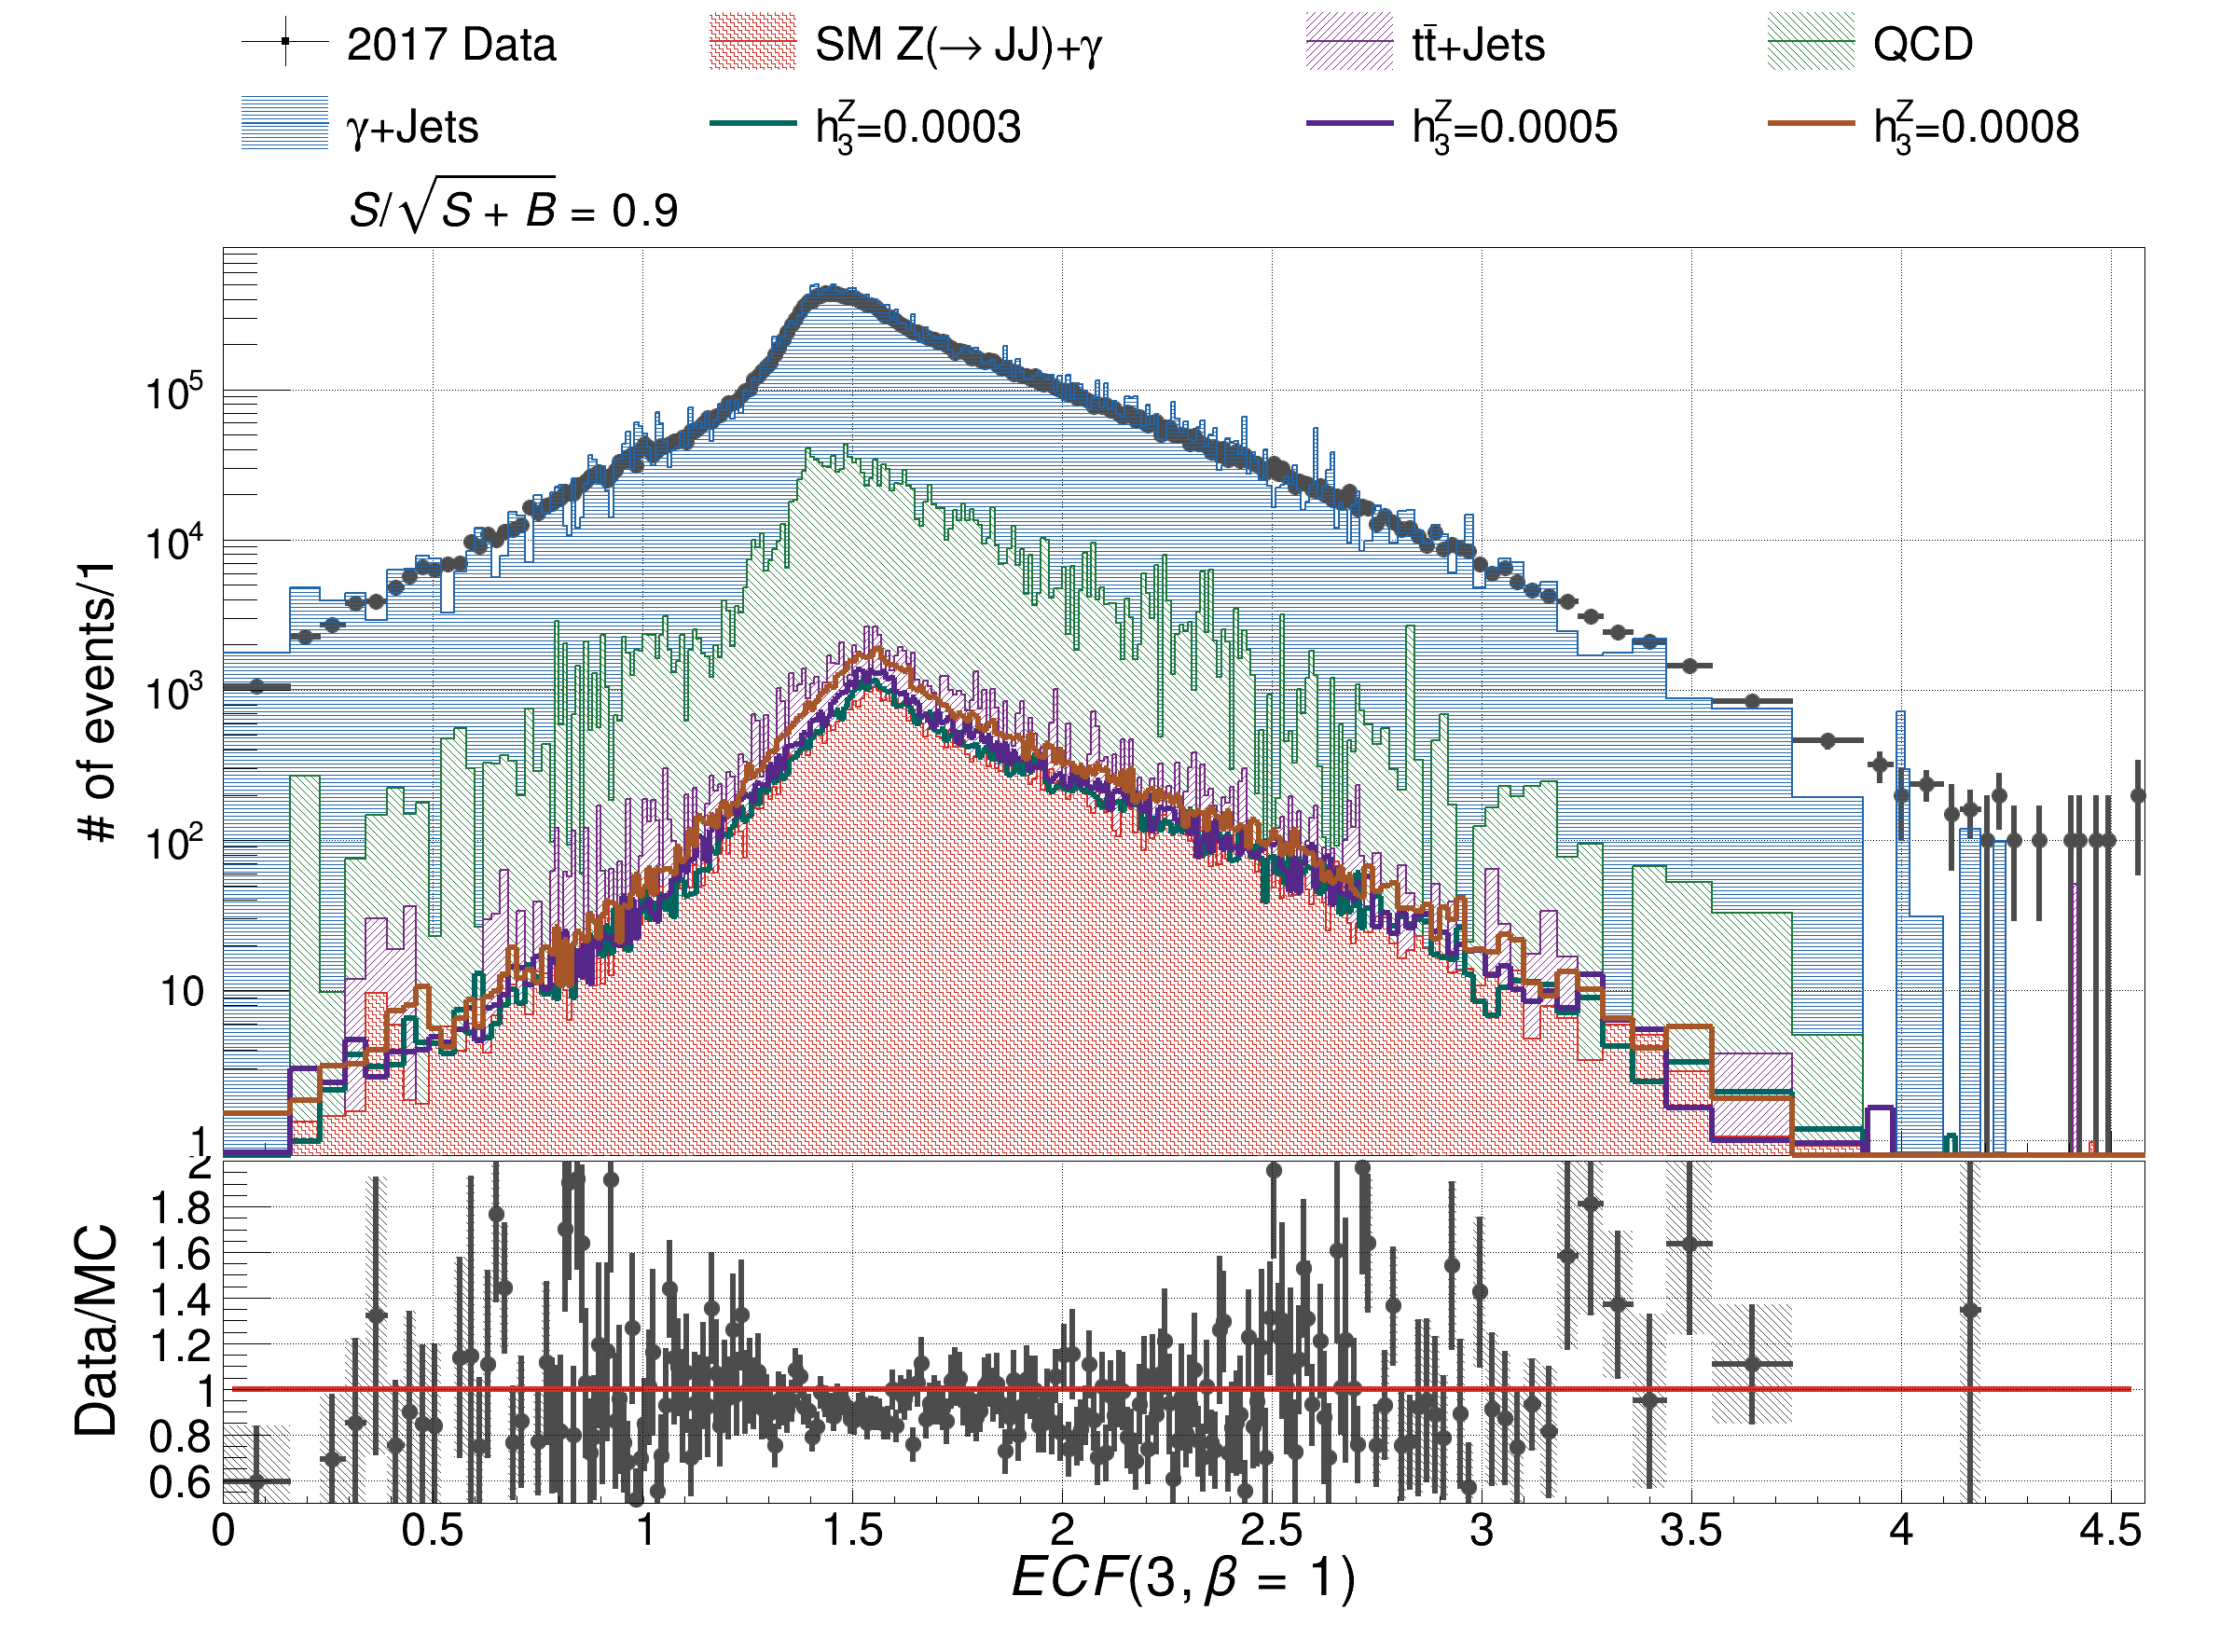 2017 Data SM Z(→ JJ)+γ tt̄+Jets QCD
γ+Jets h₃ᶻ=0.0003 h₃ᶻ=0.0005 h₃ᶻ=0.0008
S/√S + B = 0.9
# of events/1
10⁵
10⁴
10³
10²
10
1
Data/MC
2
1.8
1.6
1.4
1.2
1
0.8
0.6
0 0.5 1 1.5 2 2.5 3 3.5 4 4.5
ECF(3, β = 1)